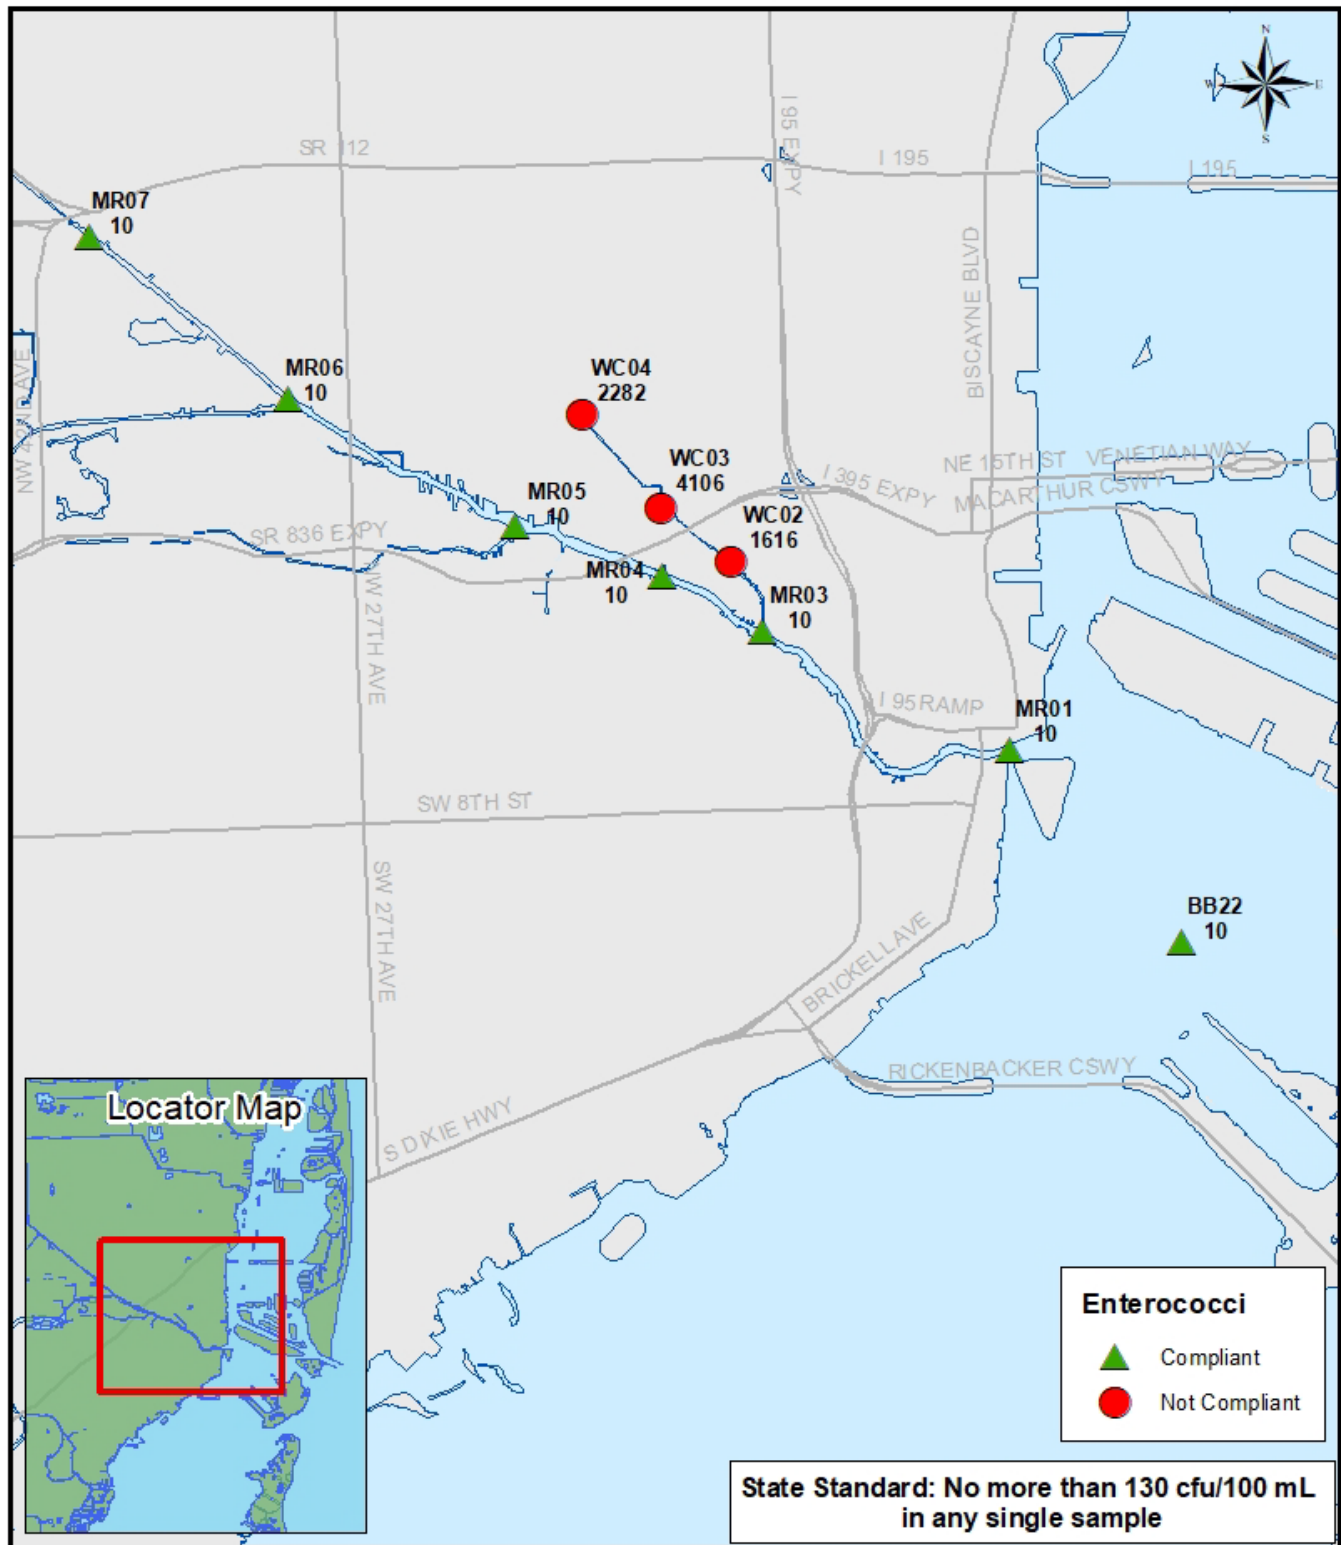 N
W E
S
SR 112
I 95 EXPY
I 195
I 195
MR07
10
BISCAYNE BLVD
NW 42ND AVE
MR06
10
WC04
2282
WC03
4106
I 395 EXPY
NE 15TH ST VENETIAN WAY
MACARTHUR CSWY
MR05
10
WC02
1616
SR 836 EXPY
MR04
10
MR03
10
NW 27TH AVE
I 95 RAMP
MR01
10
SW 8TH ST
SW 27TH AVE
BB22
10
BRICKELL AVE
RICKENBACKER CSWY
S DIXIE HWY
Locator Map
Enterococci
Compliant
Not Compliant
State Standard: No more than 130 cfu/100 mL
in any single sample